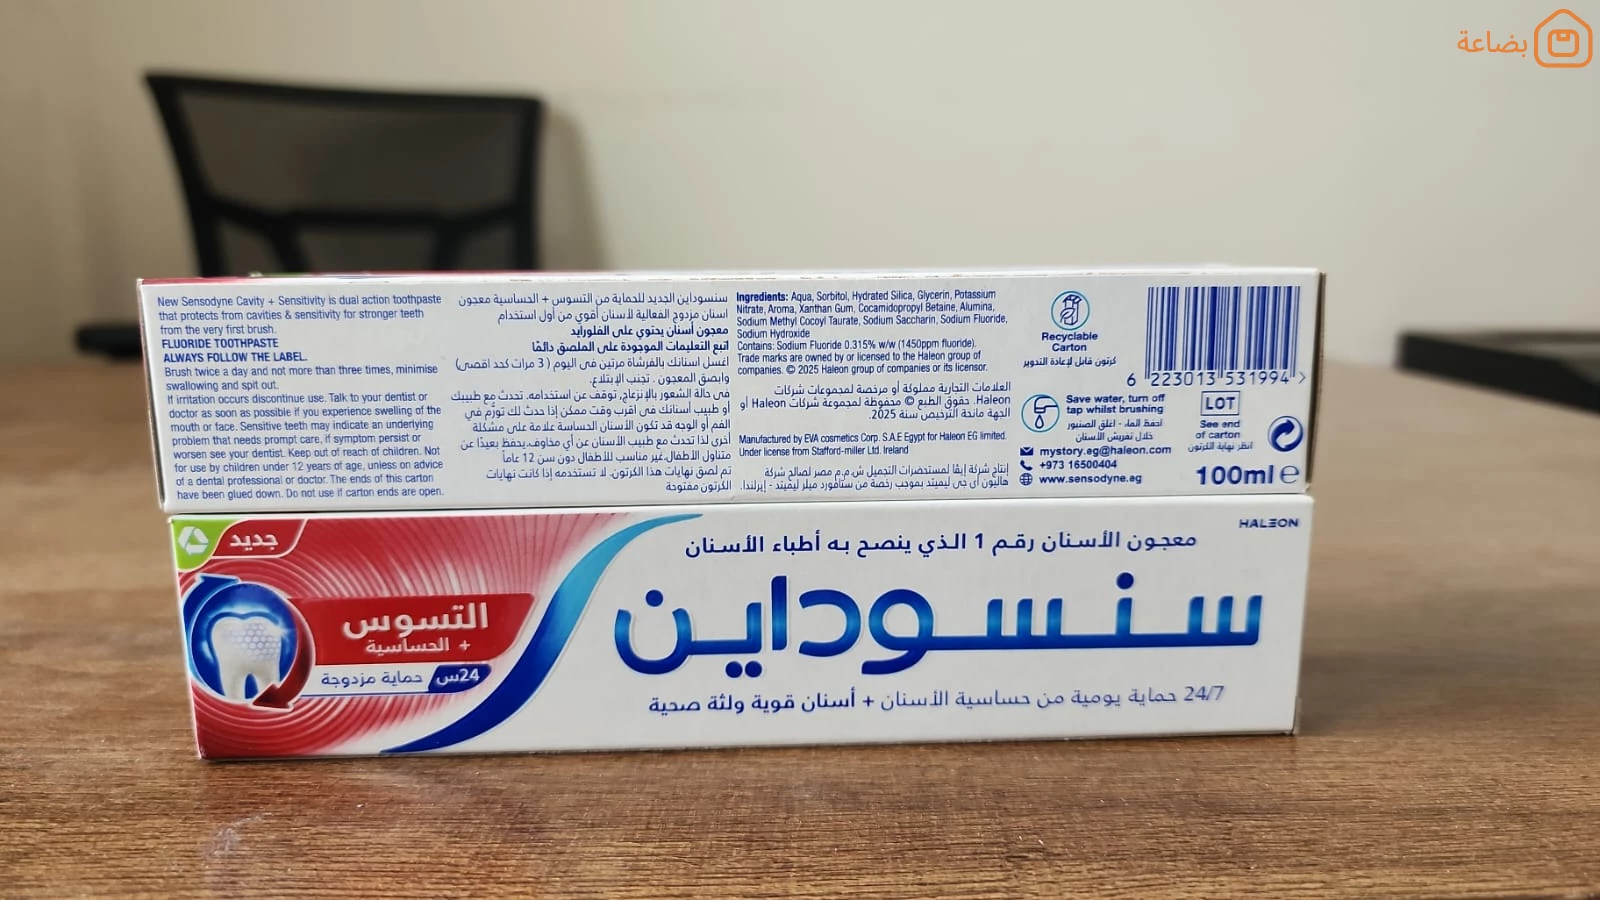 بضاعة
New Sensodyne Cavity + Sensitivity is dual action toothpaste
that protects from cavities & sensitivity for stronger teeth
from the very first brush.
FLUORIDE TOOTHPASTE
ALWAYS FOLLOW THE LABEL.
Brush twice a day and not more than three times, minimise
swallowing and spit out.
If irritation occurs discontinue use. Talk to your dentist or
doctor as soon as possible if you experience swelling of the
mouth or face. Sensitive teeth may indicate an underlying
problem that needs prompt care, if symptom persist or
worsen see your dentist. Keep out of reach of children. Not
for use by children under 12 years of age, unless on advice
of a dental professional or doctor. The ends of this carton
have been glued down. Do not use if carton ends are open.
سنسوداين الجديد للحماية من التسوس + الحساسية معجون
اسنان مزدوج الفعالية لأسنان أقوي من أول استخدام
معجون أسنان يحتوي على الفلورايد
اتبع التعليمات الموجودة على الملصق دائمًا
اغسل اسنانك بالفرشاة مرتين فى اليوم ( 3 مرات كحد اقصى)
وابصق المعجون . تجنب الإبتلاع.
فى حالة الشعور بالإنزعاج, توقف عن استخدامه. تحدث مع طبيبك
أو طبيب أسنانك فى اقرب وقت ممكن إذا حدث لك تورُّم في
الفم أو الوجه قد تكون الأسنان الحساسة علامة على مشكلة
أخرى لذا تحدث مع طبيب الأسنان عن أي مخاوف.يحفظ بعيدًا عن
متناول الأطفال.غير مناسب للأطفال دون سن 12 عاماً
تم لصق نهايات هذا الكرتون. لا تستخدمه إذا كانت نهايات
الكرتون مفتوحة
Ingredients: Aqua, Sorbitol, Hydrated Silica, Glycerin, Potassium
Nitrate, Aroma, Xanthan Gum, Cocamidopropyl Betaine, Alumina,
Sodium Methyl Cocoyl Taurate, Sodium Saccharin, Sodium Fluoride,
Sodium Hydroxide
Contains: Sodium Fluoride 0.315% w/w (1450ppm fluoride).
Trade marks are owned by or licensed to the Haleon group of
companies. © 2025 Haleon group of companies or its licensor.
العلامات التجارية مملوكة أو مرخصة لمجموعات شركات
Haleon. حقوق الطبع © محفوظة لمجموعة شركات Haleon أو
الجهة مانحة الترخيص سنة 2025.
Manufactured by EVA cosmetics Corp. S.A.E Egypt for Haleon EG limited.
Under license from Stafford-miller Ltd. Ireland
إنتاج شركة إيڤا لمستحضرات التجميل ش.م.م مصر لصالح شركة
هاليون اي جي ليميتد بموجب رخصة من ستافورد ميلر ليميتد - إيرلندا.
Recyclable
Carton
كرتون قابل لإعادة التدوير
Save water, turn off
tap whilst brushing
احفظ الماء - اغلق الصنبور
خلال تفريش الأسنان
mystory.eg@haleon.com
+973 16500404
www.sensodyne.eg
6 223013 531994 >
LOT
See end
of carton
انظر نهاية الكرتون
100ml ℮
HALEON
معجون الأسنان رقم 1 الذي ينصح به أطباء الأسنان
سنسوداين
24/7 حماية يومية من حساسية الأسنان + أسنان قوية ولثة صحية
جديد
التسوس
+ الحساسية
24س حماية مزدوجة